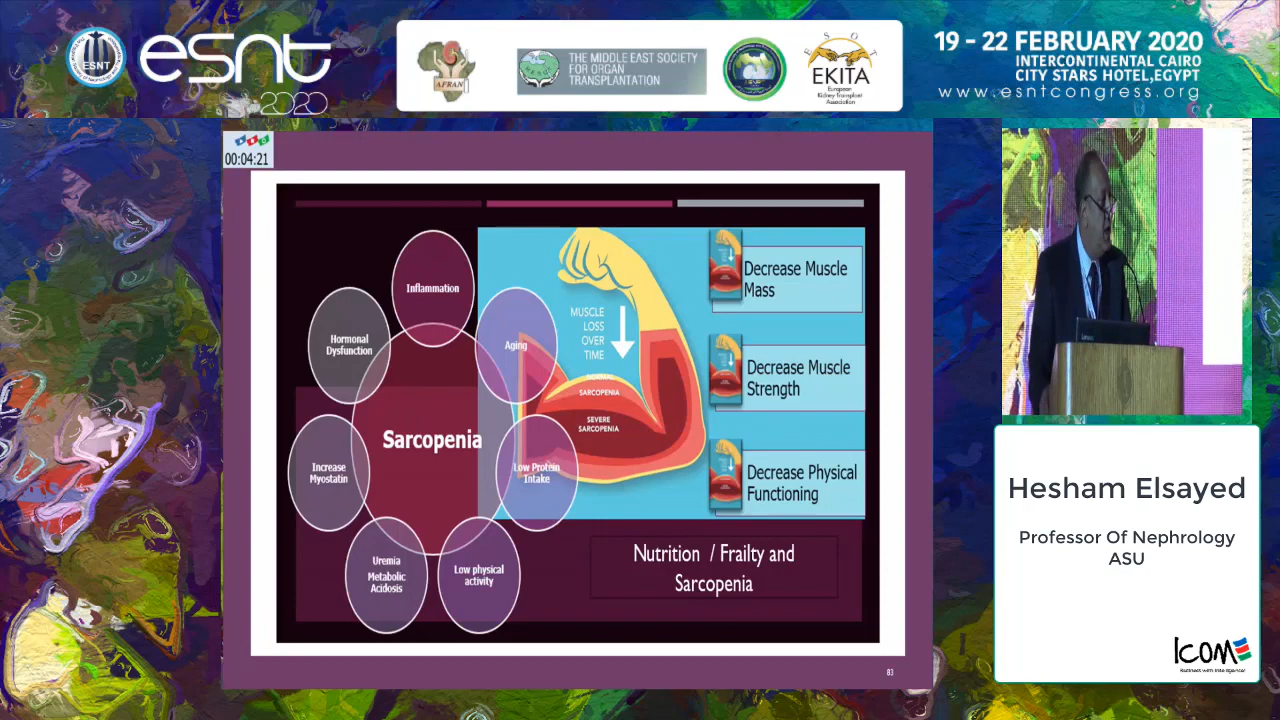 ESNT
esnt
2020
AFRAN
THE MIDDLE EAST SOCIETY
FOR ORGAN
TRANSPLANTATION
E S O T
EKITA
European
Kidney Transplant
Association
19 - 22 FEBRUARY 2020
INTERCONTINENTAL CAIRO
CITY STARS HOTEL,EGYPT
www.esntcongress.org
00:04:21
Inflammation
Hormonal
Dysfunction
Aging
Sarcopenia
Increase
Myostatin
Low Protein
Intake
Uremia
Metabolic
Acidosis
Low physical
activity
MUSCLE
LOSS
OVER
TIME
SARCOPENIA
SEVERE
SARCOPENIA
Decrease Muscle
Mass
Decrease Muscle
Strength
Decrease Physical
Functioning
Nutrition / Frailty and
Sarcopenia
83
Hesham Elsayed
Professor Of Nephrology
ASU
Icom